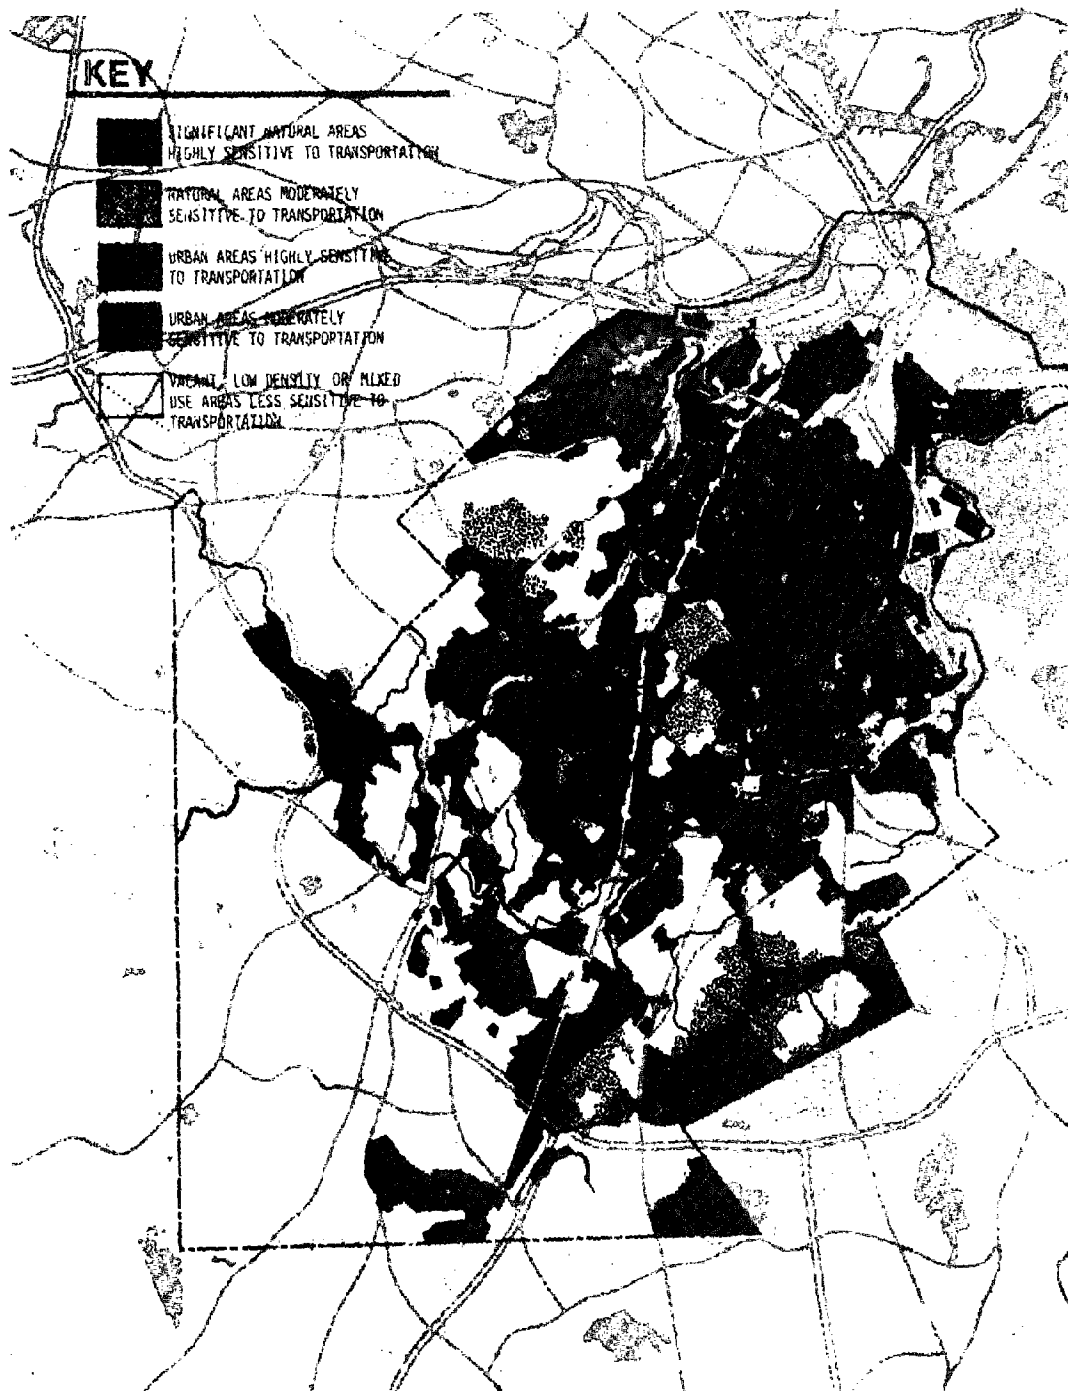 KEY
SIGNIFICANT NATURAL AREAS
HIGHLY SENSITIVE TO TRANSPORTATION
NATURAL AREAS MODERATELY
SENSITIVE TO TRANSPORTATION
URBAN AREAS HIGHLY SENSITIVE
TO TRANSPORTATION
URBAN AREAS MODERATELY
SENSITIVE TO TRANSPORTATION
VACANT, LOW DENSITY OR MIXED
USE AREAS LESS SENSITIVE TO
TRANSPORTATION